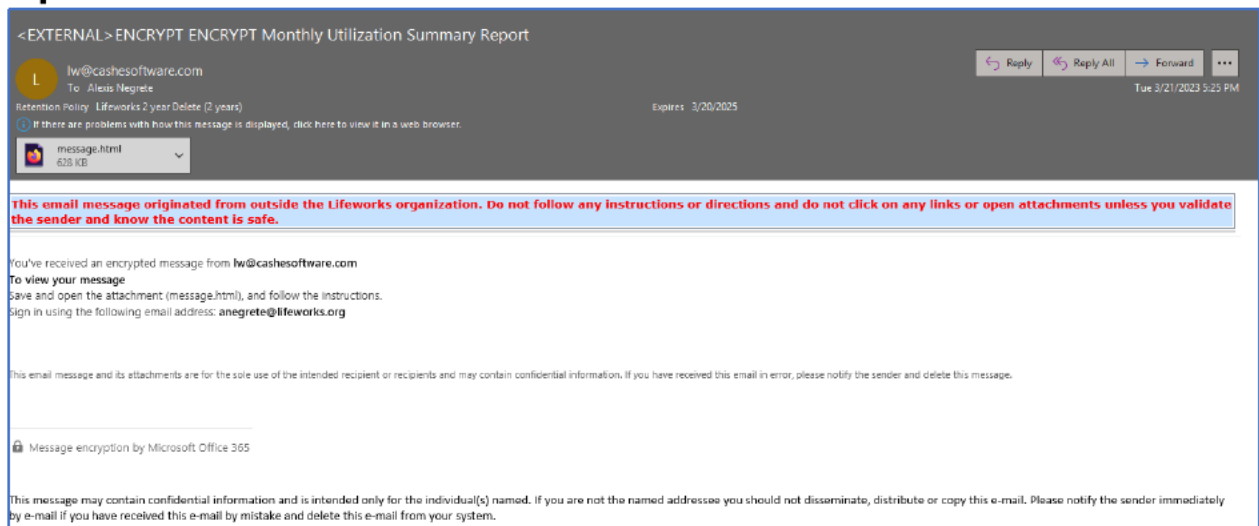 <EXTERNAL>ENCRYPT ENCRYPT Monthly Utilization Summary Report
L
lw@cashesoftware.com
To Alexis Negrete
Reply
Reply All
Forward
Tue 3/21/2023 5:25 PM
Retention Policy Lifeworks 2 year Delete (2 years)
Expires 3/20/2025
If there are problems with how this message is displayed, click here to view it in a web browser.
message.html
628 KB
This email message originated from outside the Lifeworks organization. Do not follow any instructions or directions and do not click on any links or open attachments unless you validate
the sender and know the content is safe.
You've received an encrypted message from lw@cashesoftware.com
To view your message
Save and open the attachment (message.html), and follow the instructions.
Sign in using the following email address: anegrete@lifeworks.org
This email message and its attachments are for the sole use of the intended recipient or recipients and may contain confidential information. If you have received this email in error, please notify the sender and delete this message.
Message encryption by Microsoft Office 365
This message may contain confidential information and is intended only for the individual(s) named. If you are not the named addressee you should not disseminate, distribute or copy this e-mail. Please notify the sender immediately
by e-mail if you have received this e-mail by mistake and delete this e-mail from your system.